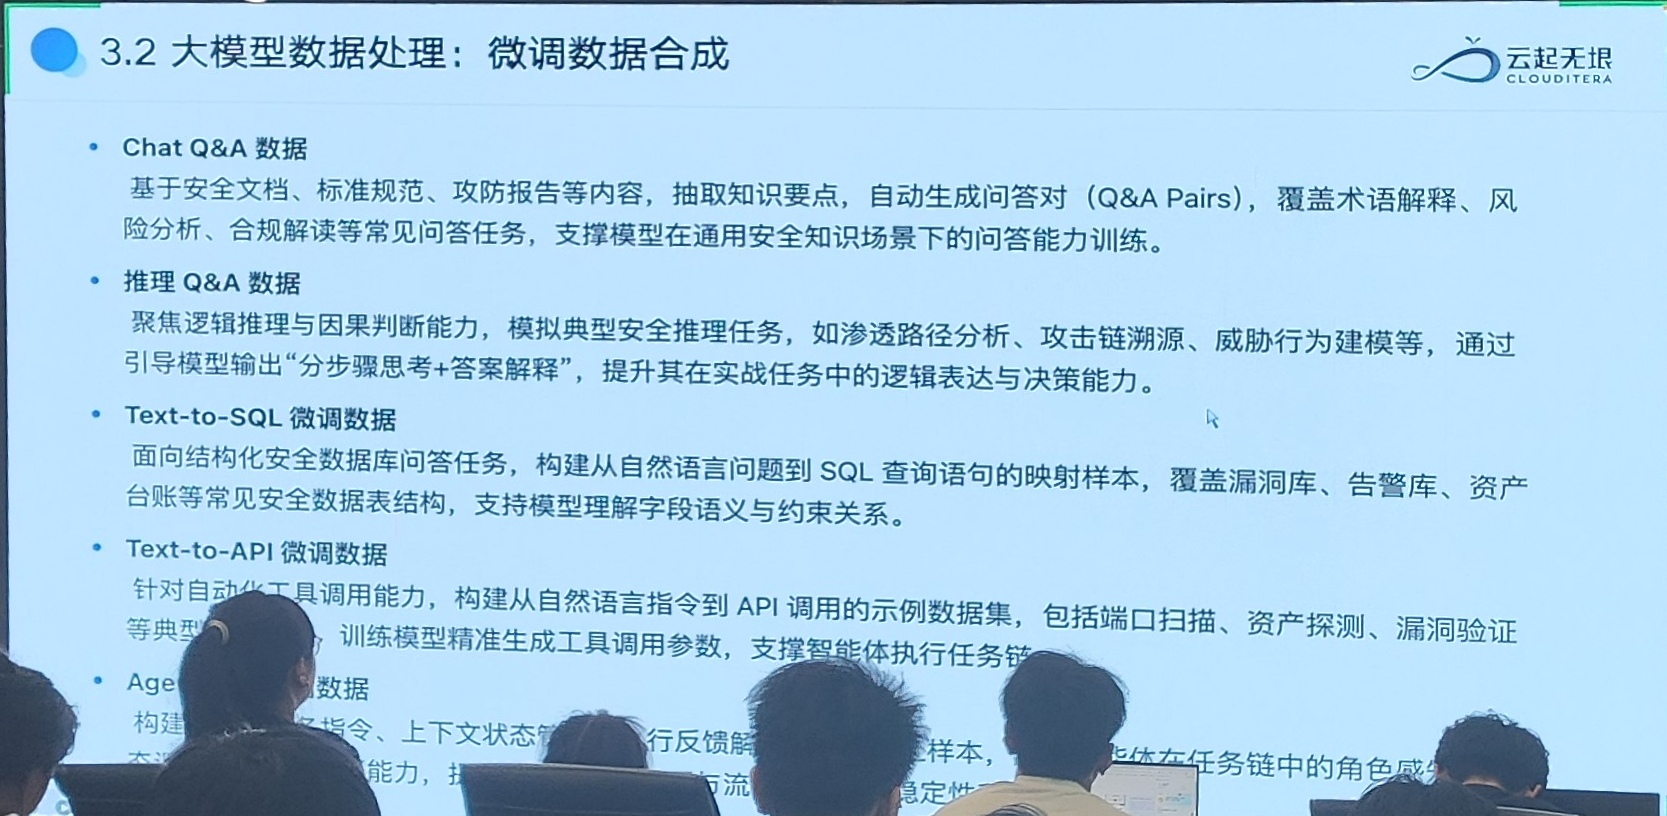 3.2 大模型数据处理：微调数据合成
云起无垠
CLOUDITERA
• Chat Q&A 数据
基于安全文档、标准规范、攻防报告等内容，抽取知识要点，自动生成问答对（Q&A Pairs），覆盖术语解释、风
险分析、合规解读等常见问答任务，支撑模型在通用安全知识场景下的问答能力训练。
• 推理 Q&A 数据
聚焦逻辑推理与因果判断能力，模拟典型安全推理任务，如渗透路径分析、攻击链溯源、威胁行为建模等，通过
引导模型输出“分步骤思考+答案解释”，提升其在实战任务中的逻辑表达与决策能力。
• Text-to-SQL 微调数据
面向结构化安全数据库问答任务，构建从自然语言问题到 SQL 查询语句的映射样本，覆盖漏洞库、告警库、资产
台账等常见安全数据表结构，支持模型理解字段语义与约束关系。
• Text-to-API 微调数据
针对自动化工具调用能力，构建从自然语言指令到 API 调用的示例数据集，包括端口扫描、资产探测、漏洞验证
等典型 训练模型精准生成工具调用参数，支撑智能体执行任务链
• Age 数据
构建 指令、上下文状态 行反馈解 样本， 体在任务链中的角色感
能力， 与流 稳定性